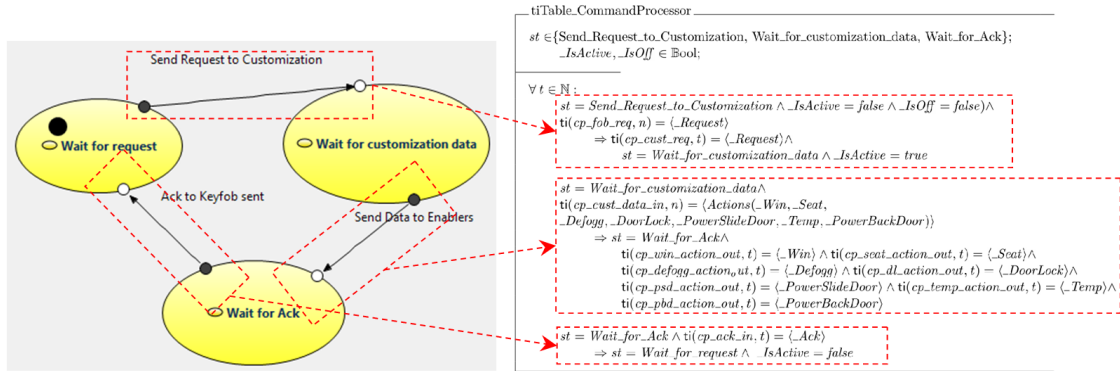 Send Request to Customization
Wait for request
Wait for customization data
Ack to Keyfob sent
Send Data to Enablers
Wait for Ack
tiTable_CommandProcessor
st ∈{Send_Request_to_Customization, Wait_for_customization_data, Wait_for_Ack};
_IsActive, _IsOff ∈ Bool;
∀ t ∈ ℕ :
st = Send_Request_to_Customization ∧ _IsActive = false ∧ _IsOff = false)∧
ti(cp_fob_req, n) = ⟨_Request⟩
⇒ ti(cp_cust_req, t) = ⟨_Request⟩∧
st = Wait_for_customization_data ∧ _IsActive = true
st = Wait_for_customization_data∧
ti(cp_cust_data_in, n) = ⟨Actions(_Win, _Seat,
_Defogg, _DoorLock, _PowerSlideDoor, _Temp, _PowerBackDoor)⟩
⇒ st = Wait_for_Ack∧
ti(cp_win_action_out, t) = ⟨_Win⟩ ∧ ti(cp_seat_action_out, t) = ⟨_Seat⟩∧
ti(cp_defogg_action_out, t) = ⟨_Defogg⟩ ∧ ti(cp_dl_action_out, t) = ⟨_DoorLock⟩∧
ti(cp_psd_action_out, t) = ⟨_PowerSlideDoor⟩ ∧ ti(cp_temp_action_out, t) = ⟨_Temp⟩∧
ti(cp_pbd_action_out, t) = ⟨_PowerBackDoor⟩
st = Wait_for_Ack ∧ ti(cp_ack_in, t) = ⟨_Ack⟩
⇒ st = Wait_for_request ∧ _IsActive = false